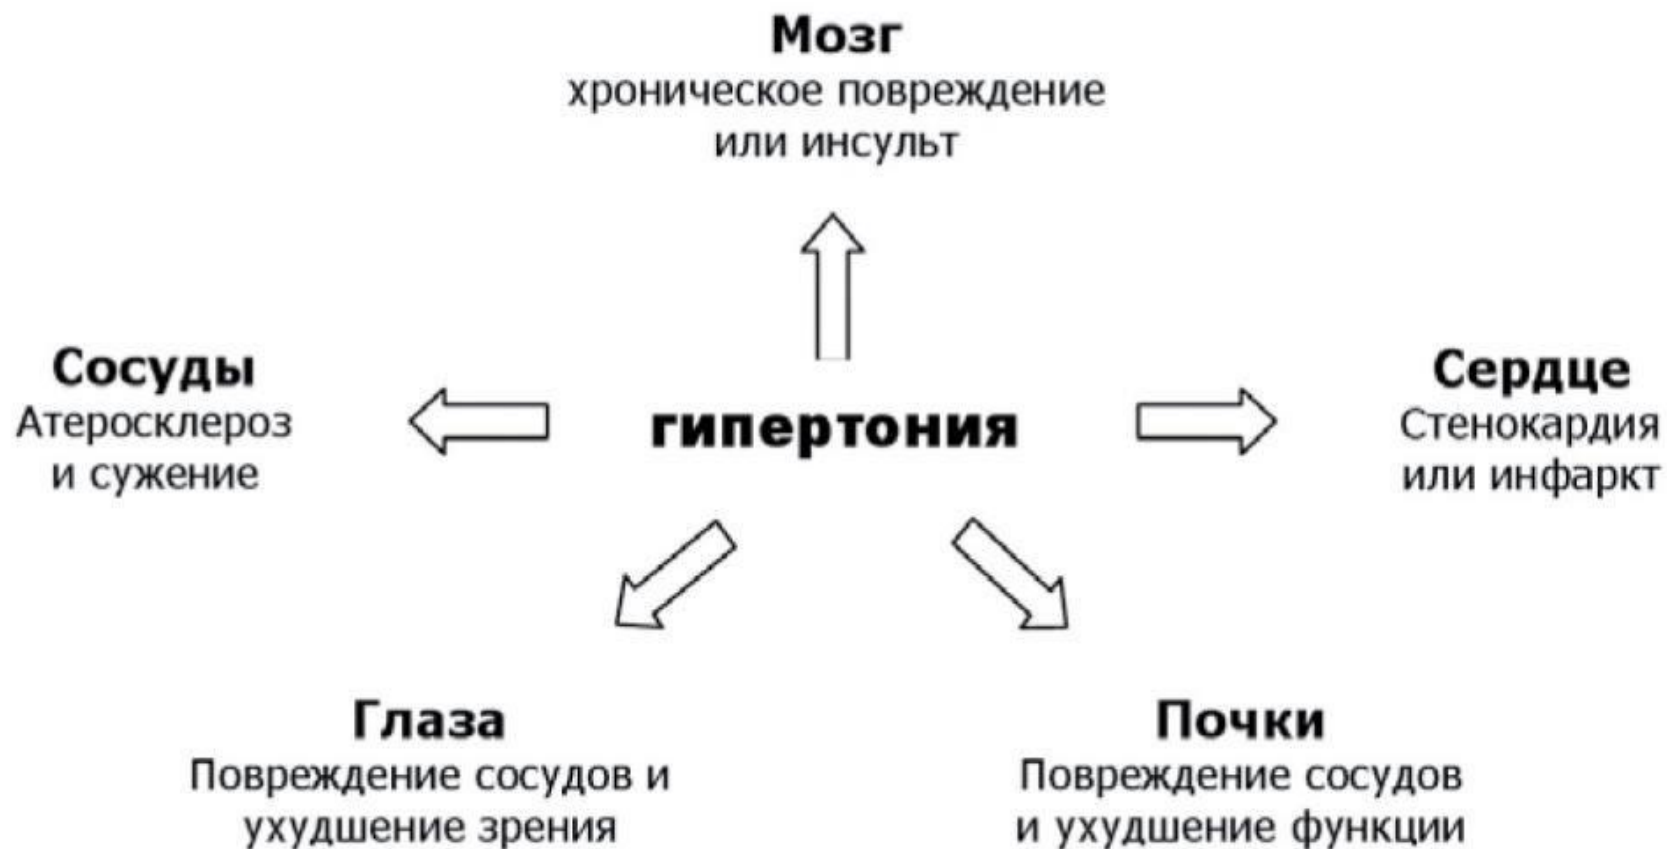 Мозг
хроническое повреждение
или инсульт
Сосуды
Атеросклероз
и сужение
гипертония
Сердце
Стенокардия
или инфаркт
Глаза
Повреждение сосудов и
ухудшение зрения
Почки
Повреждение сосудов
и ухудшение функции